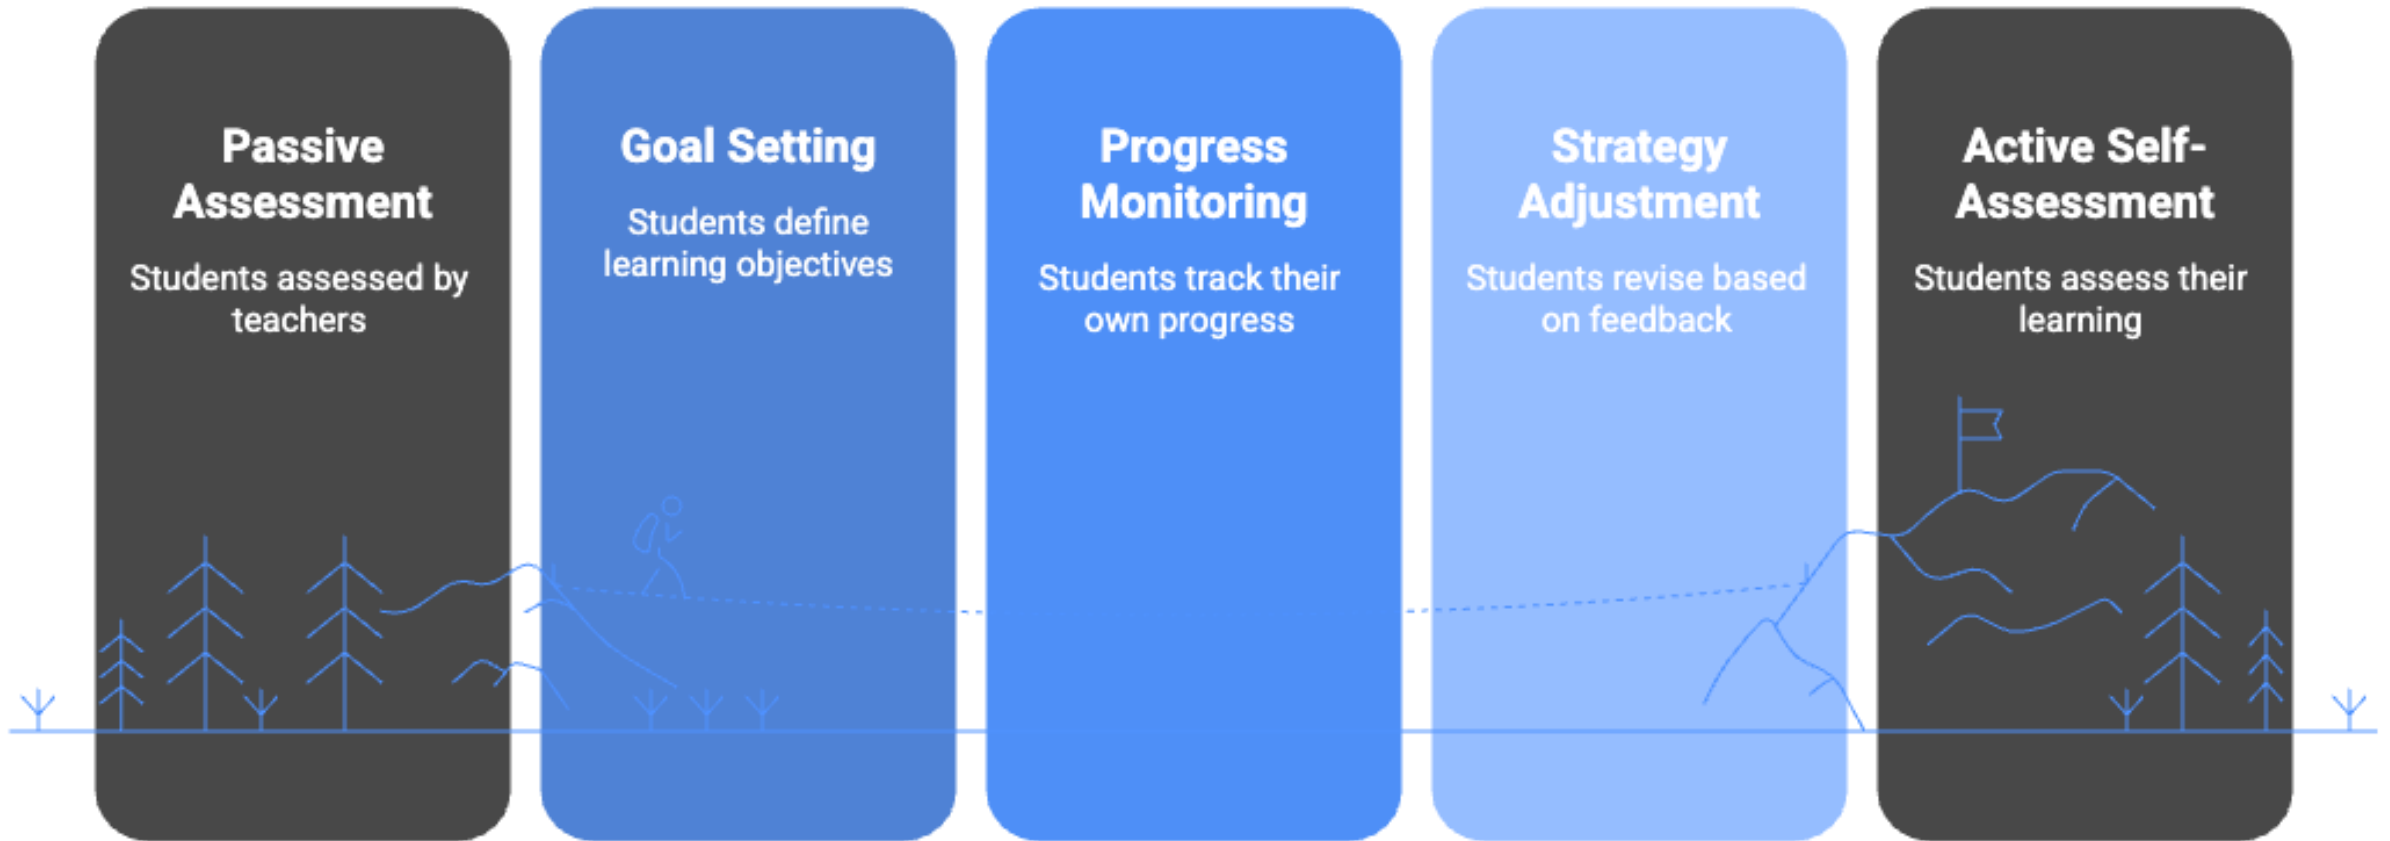 Passive
Assessment
Students assessed by
teachers
Goal Setting
Students define
learning objectives
Progress
Monitoring
Students track their
own progress
Strategy
Adjustment
Students revise based
on feedback
Active Self-
Assessment
Students assess their
learning